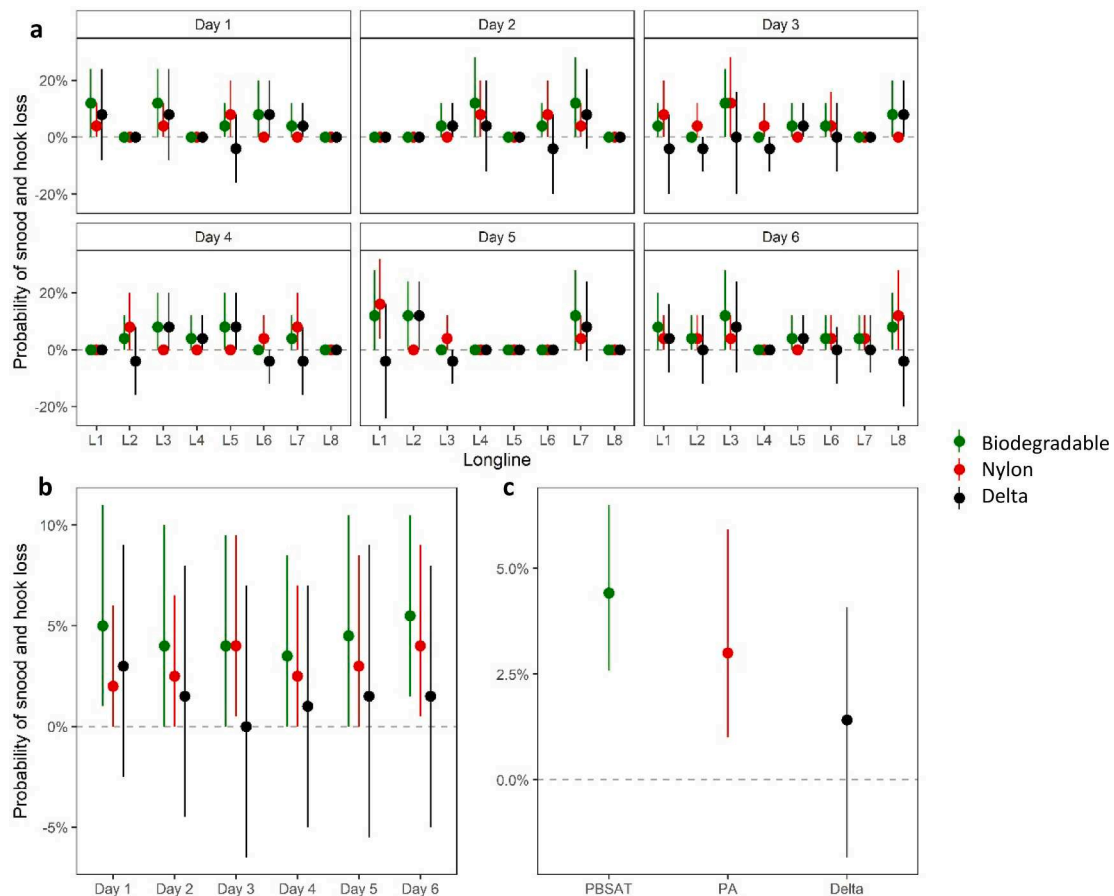 a
Day 1
Day 2
Day 3
20%
0%
-20%
Day 4
Day 5
Day 6
20%
0%
-20%
Probability of snood and hook loss
L1 L2 L3 L4 L5 L6 L7 L8
L1 L2 L3 L4 L5 L6 L7 L8
L1 L2 L3 L4 L5 L6 L7 L8
Longline
Biodegradable
Nylon
Delta
b
10%
5%
0%
-5%
Probability of snood and hook loss
Day 1 Day 2 Day 3 Day 4 Day 5 Day 6
c
5.0%
2.5%
0.0%
PBSAT PA Delta